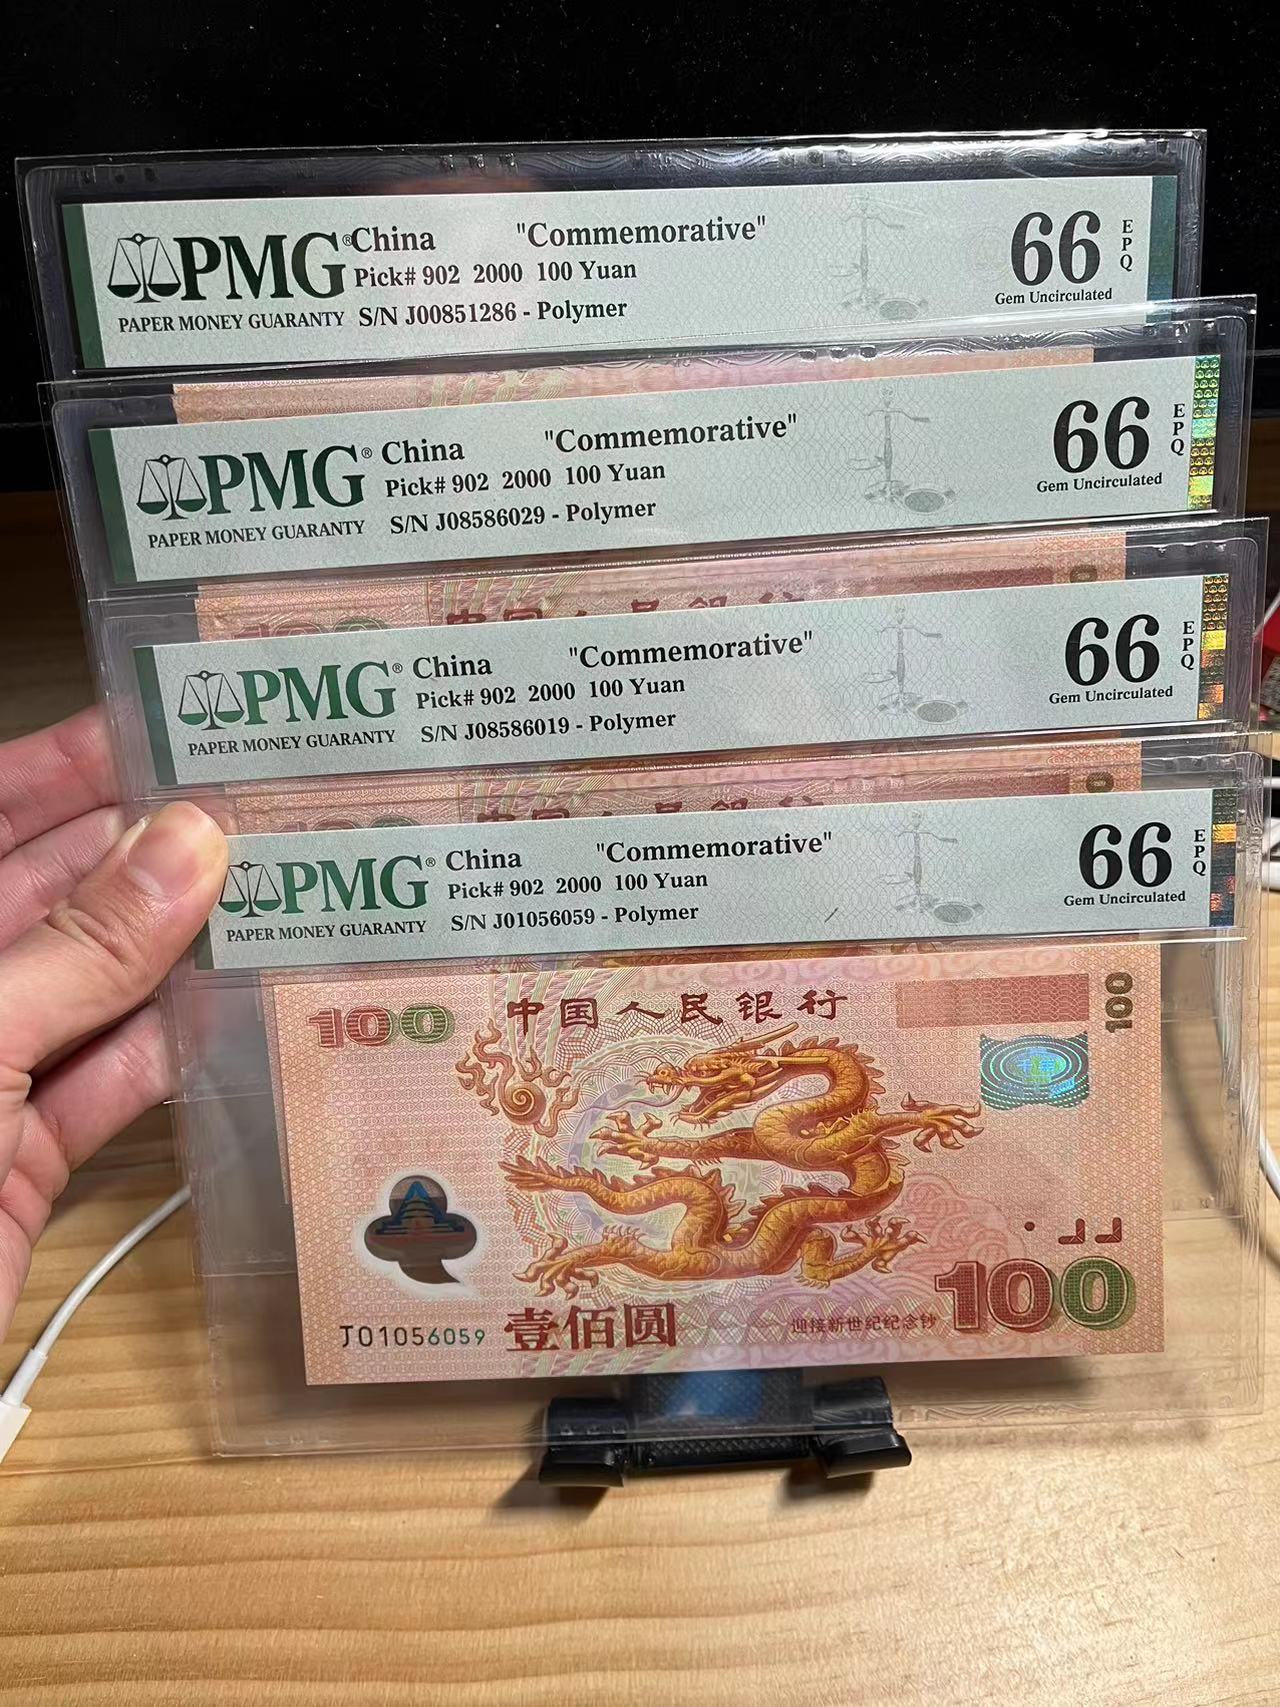 PMG® China "Commemorative" 66 EPQ
Pick# 902 2000 100 Yuan
Gem Uncirculated
PAPER MONEY GUARANTY S/N J00851286 - Polymer
PMG® China "Commemorative" 66 EPQ
Pick# 902 2000 100 Yuan
Gem Uncirculated
PAPER MONEY GUARANTY S/N J08586029 - Polymer
PMG® China "Commemorative" 66 EPQ
Pick# 902 2000 100 Yuan
Gem Uncirculated
PAPER MONEY GUARANTY S/N J08586019 - Polymer
PMG® China "Commemorative" 66 EPQ
Pick# 902 2000 100 Yuan
Gem Uncirculated
PAPER MONEY GUARANTY S/N J01056059 - Polymer
100 中国人民银行 100
J01056059 壹佰圆 迎接新世纪纪念钞 100